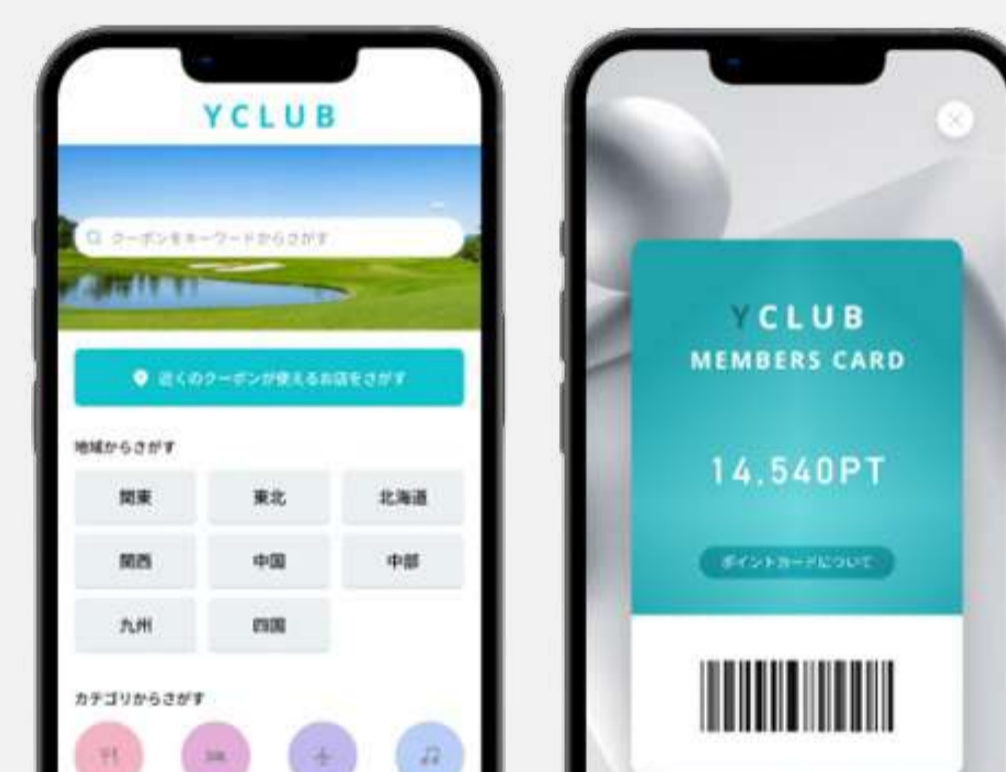 YCLUB
クーポンをキーワードからさがす
近くのクーポンが使えるお店をさがす
地域からさがす
関東
東北
北海道
関西
中国
中部
九州
四国
カテゴリからさがす
YCLUB
MEMBERS CARD
14.540PT
ポイントカードについて